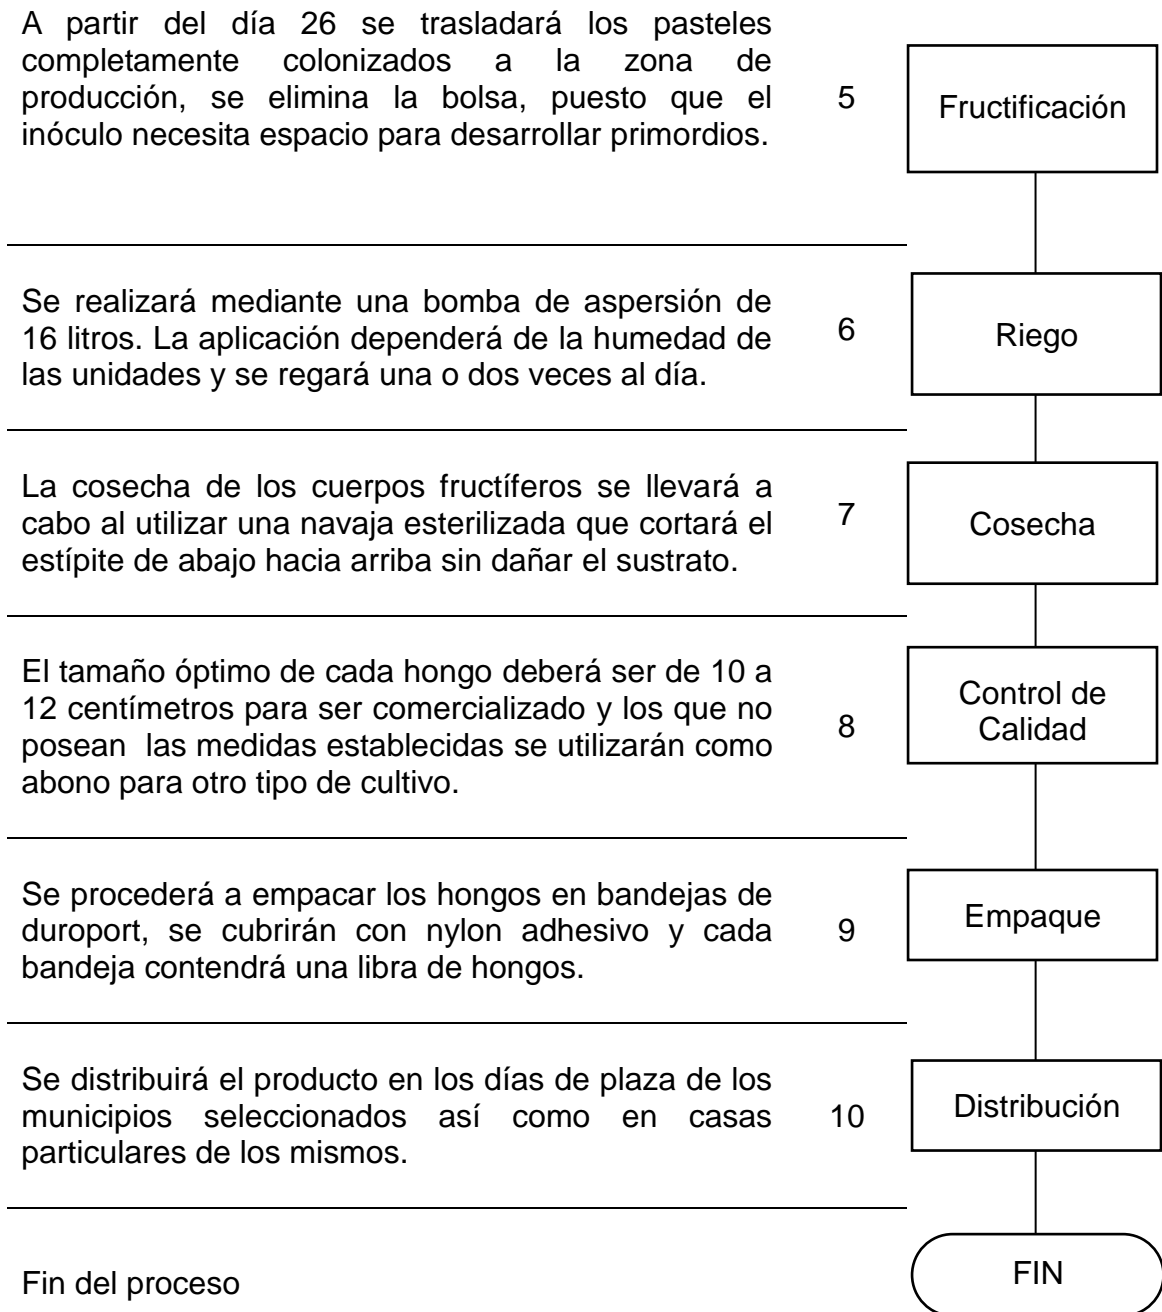 A partir del día 26 se trasladará los pasteles
completamente colonizados a la zona de
producción, se elimina la bolsa, puesto que el
inóculo necesita espacio para desarrollar primordios.
5
Fructificación
Se realizará mediante una bomba de aspersión de
16 litros. La aplicación dependerá de la humedad de
las unidades y se regará una o dos veces al día.
6
Riego
La cosecha de los cuerpos fructíferos se llevará a
cabo al utilizar una navaja esterilizada que cortará el
estípite de abajo hacia arriba sin dañar el sustrato.
7
Cosecha
El tamaño óptimo de cada hongo deberá ser de 10 a
12 centímetros para ser comercializado y los que no
posean las medidas establecidas se utilizarán como
abono para otro tipo de cultivo.
8
Control de
Calidad
Se procederá a empacar los hongos en bandejas de
duroport, se cubrirán con nylon adhesivo y cada
bandeja contendrá una libra de hongos.
9
Empaque
Se distribuirá el producto en los días de plaza de los
municipios seleccionados así como en casas
particulares de los mismos.
10
Distribución
Fin del proceso
FIN